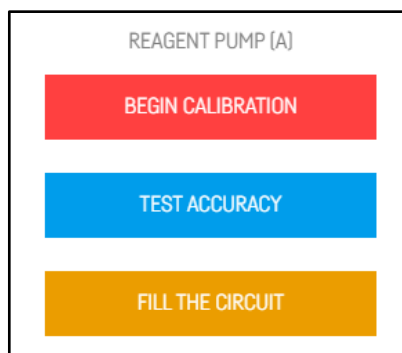 REAGENT PUMP (A)
BEGIN CALIBRATION
TEST ACCURACY
FILL THE CIRCUIT